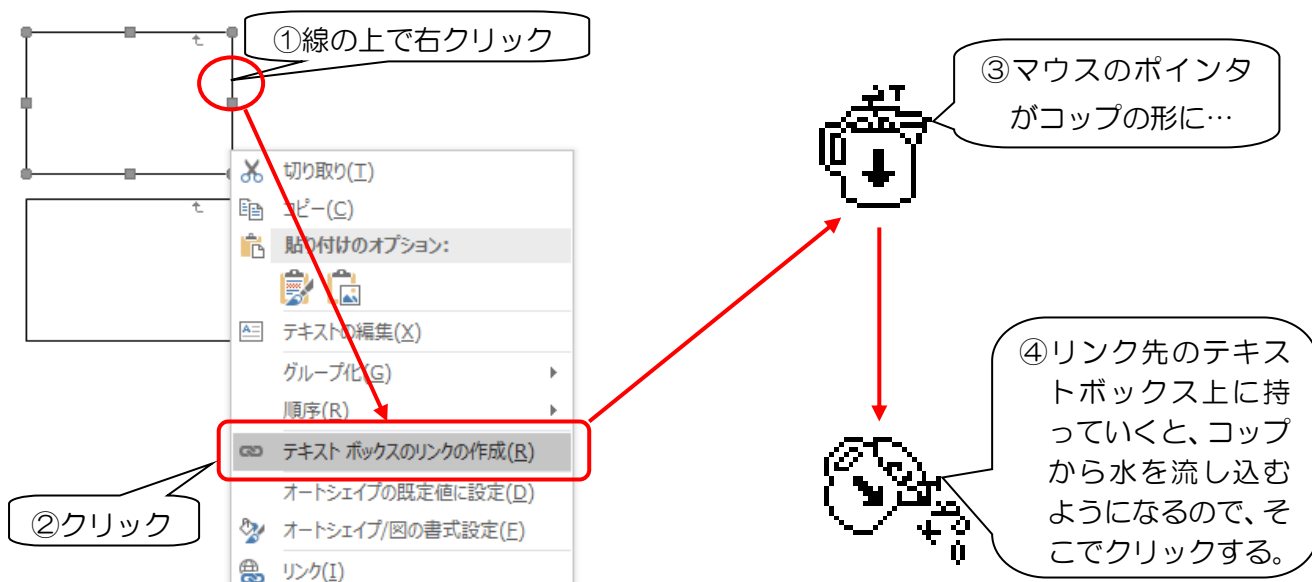 ①線の上で右クリック
③マウスのポインタ
がコップの形に…
切り取り(T)
コピー(C)
貼り付けのオプション:
テキストの編集(X)
グループ化(G)
順序(R)
テキスト ボックスのリンクの作成(R)
オートシェイプの既定値に設定(D)
オートシェイプ/図の書式設定(F)
リンク(I)
②クリック
④リンク先のテキス
トボックス上に持
っていくと、コップ
から水を流し込む
ようになるので、そ
こでクリックする。